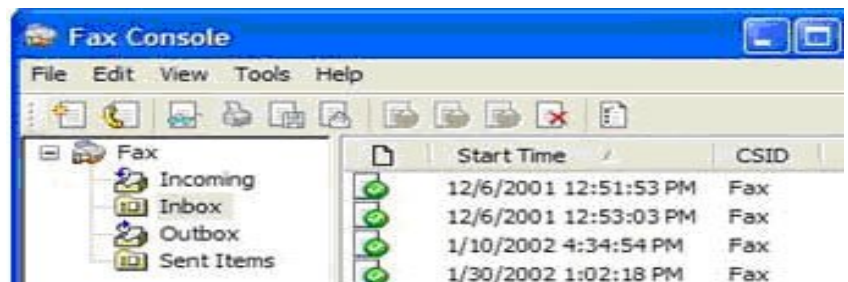 Fax Console
File Edit View Tools Help
Fax
Incoming
Inbox
Outbox
Sent Items
Start Time CSID
12/6/2001 12:51:53 PM Fax
12/6/2001 12:53:03 PM Fax
1/10/2002 4:34:54 PM Fax
1/30/2002 1:02:18 PM Fax